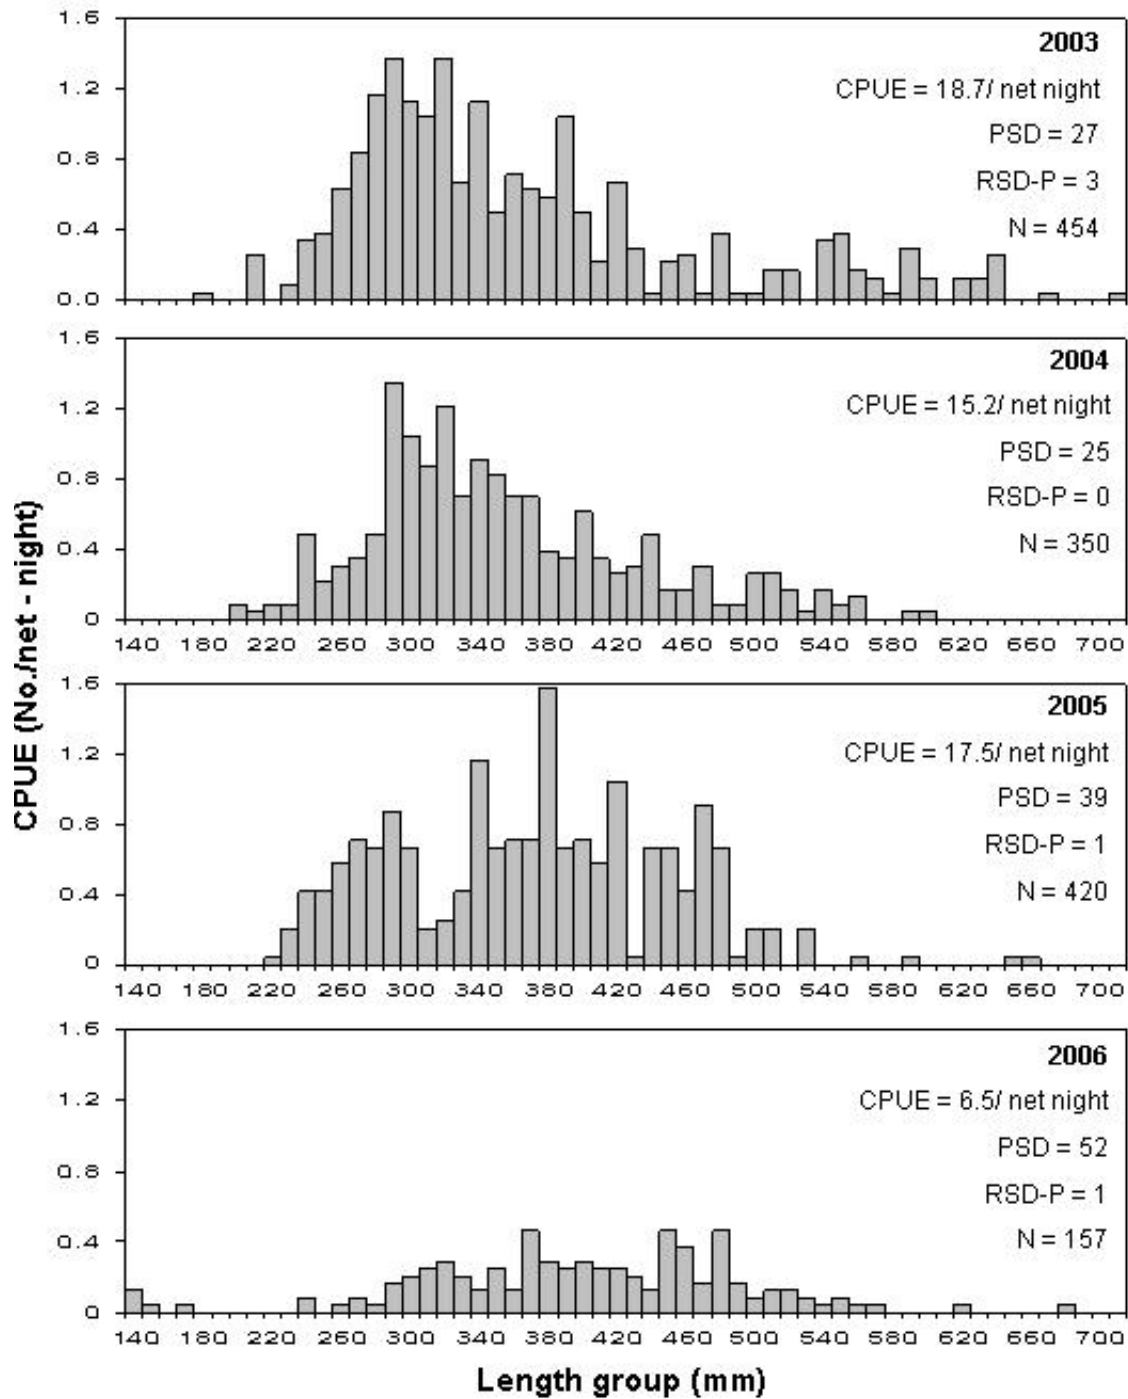 1.6
1.2
0.8
0.4
0.0
2003
CPUE = 18.7/ net night
PSD = 27
RSD-P = 3
N = 454
1.6
1.2
0.8
0.4
0
2004
CPUE = 15.2/ net night
PSD = 25
RSD-P = 0
N = 350
140 180 220 260 300 340 380 420 460 500 540 580 620 660 700
CPUE (No./net - night)
1.6
1.2
0.8
0.4
0
2005
CPUE = 17.5/ net night
PSD = 39
RSD-P = 1
N = 420
140 180 220 260 300 340 380 420 460 500 540 580 620 660 700
1.6
1.2
0.8
0.4
0
2006
CPUE = 6.5/ net night
PSD = 52
RSD-P = 1
N = 157
140 180 220 260 300 340 380 420 460 500 540 580 620 660 700
Length group (mm)